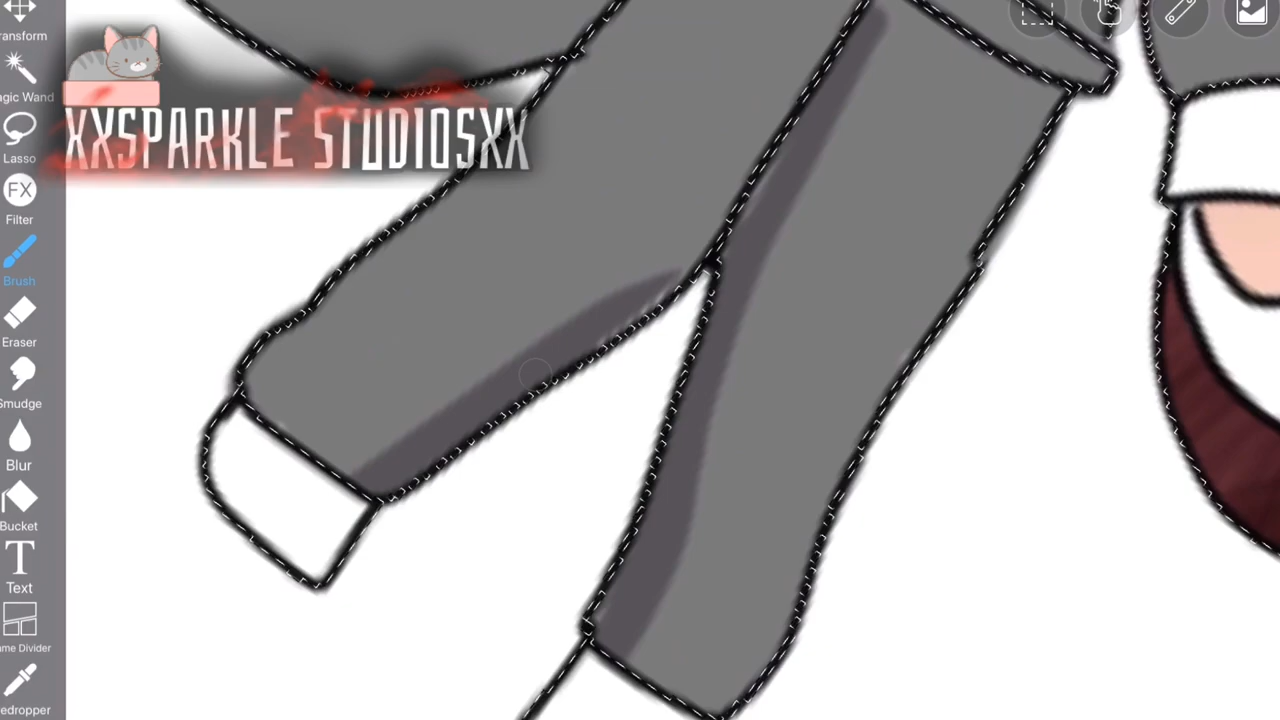 ransform
agic Wand
XXSPARKLE STUDIOSXX
Lasso
FX
Filter
Brush
Eraser
Smudge
Blur
Bucket
T
Text
ame Divider
edropper